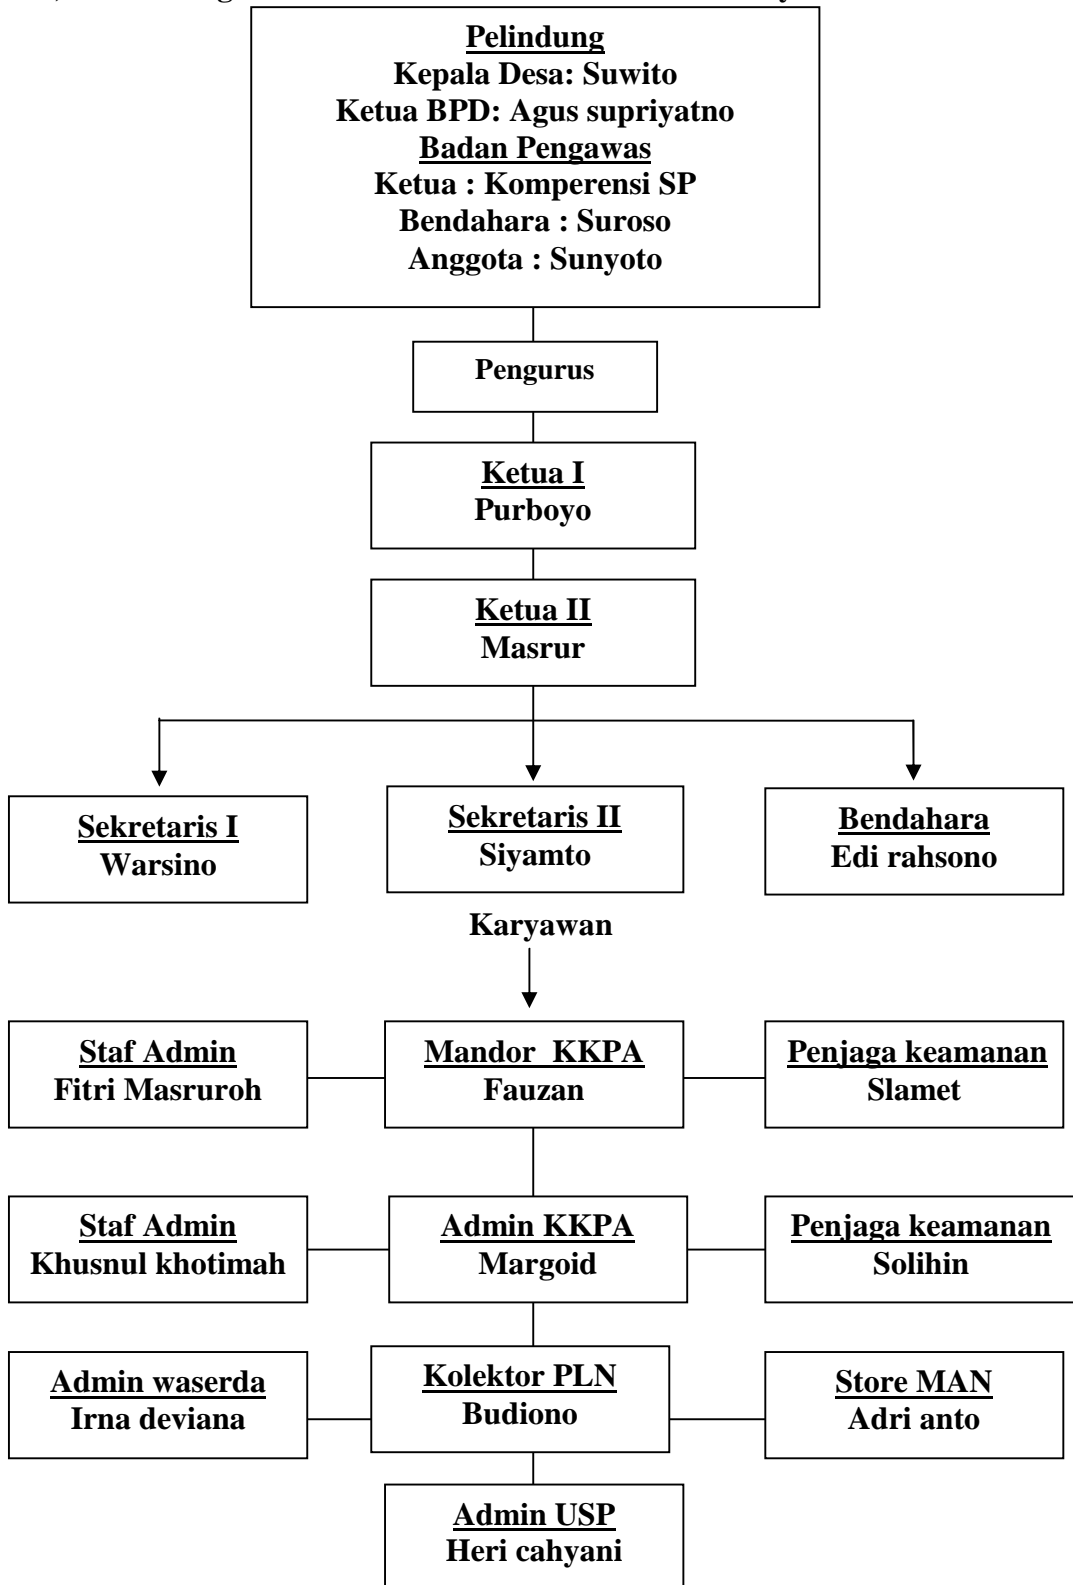 Pelindung
Kepala Desa: Suwito
Ketua BPD: Agus supriyatno
Badan Pengawas
Ketua : Komperensi SP
Bendahara : Suroso
Anggota : Sunyoto
Pengurus
Ketua I
Purboyo
Ketua II
Masrur
Sekretaris I
Warsino
Sekretaris II
Siyamto
Bendahara
Edi rahsono
Karyawan
Staf Admin
Fitri Masruroh
Mandor KKPA
Fauzan
Penjaga keamanan
Slamet
Staf Admin
Khusnul khotimah
Admin KKPA
Margoid
Penjaga keamanan
Solihin
Admin waserda
Irna deviana
Kolektor PLN
Budiono
Store MAN
Adri anto
Admin USP
Heri cahyani